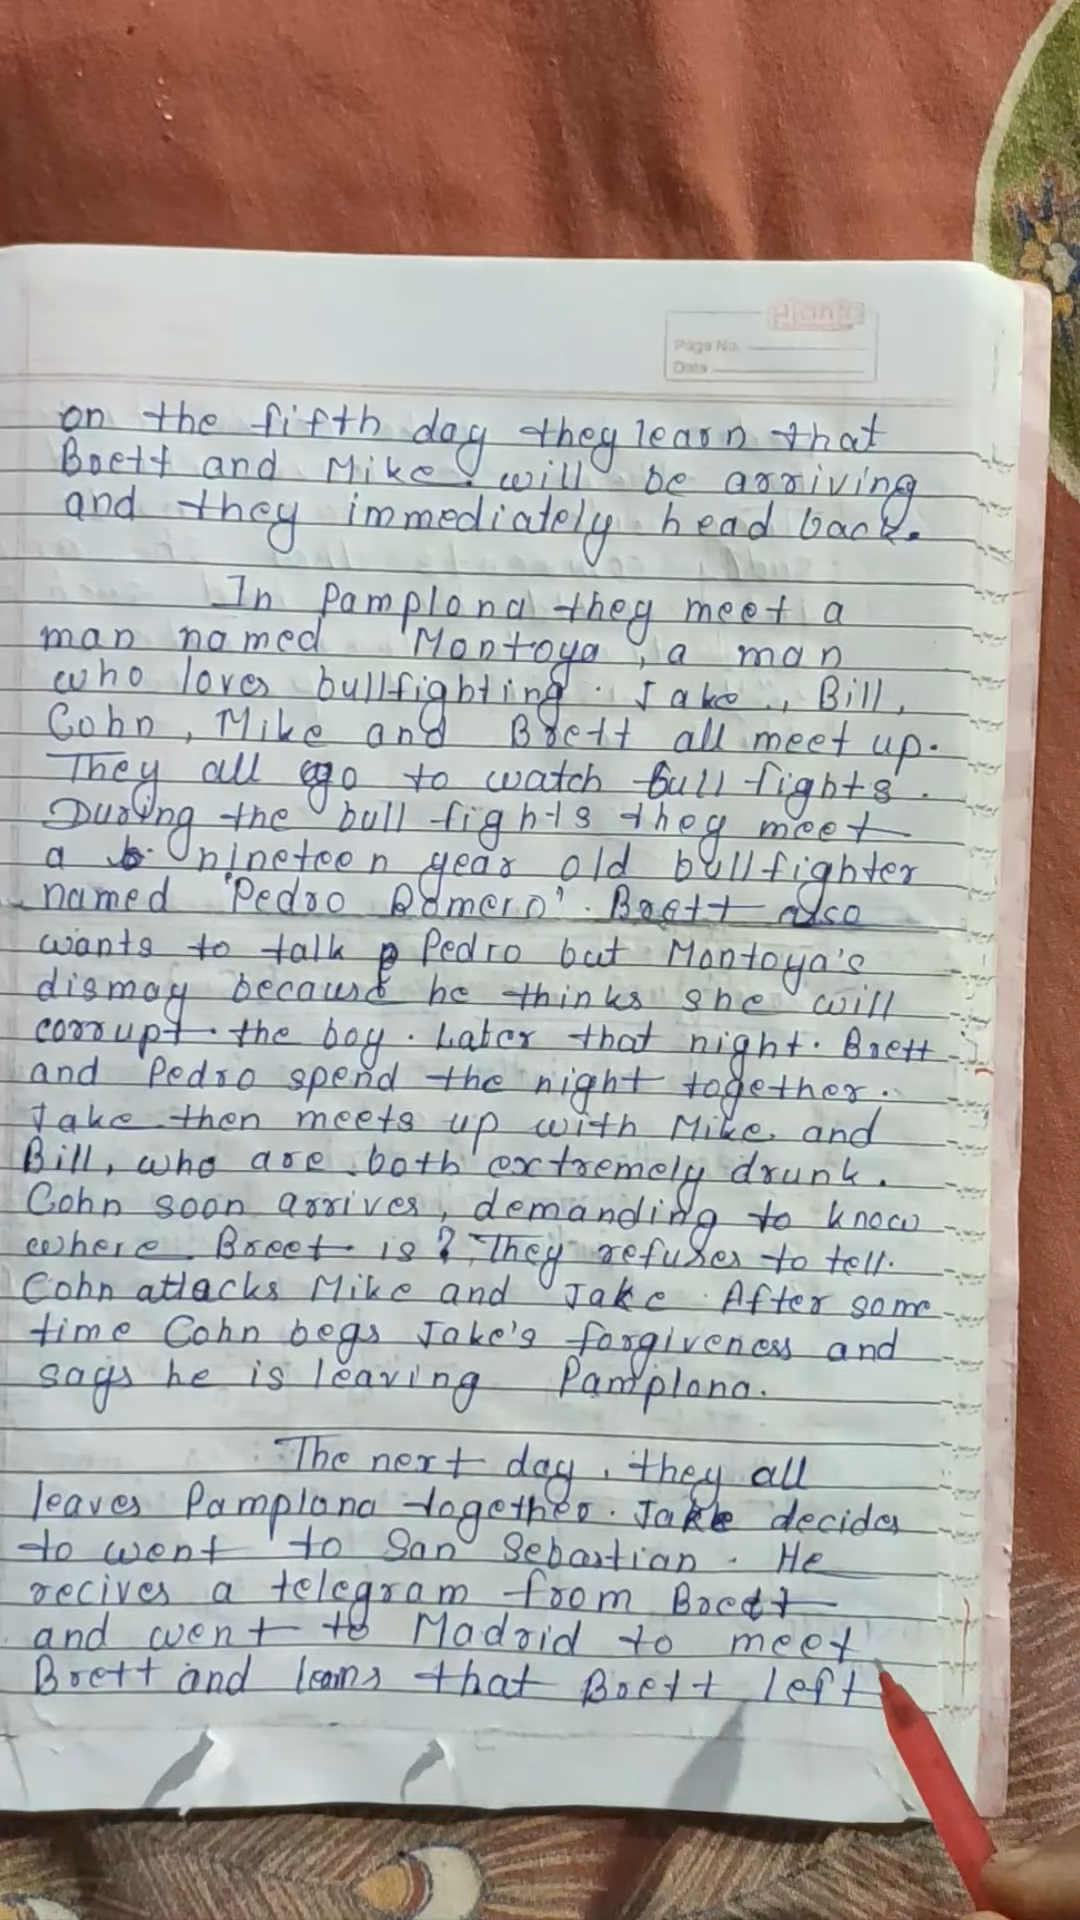 Pionic
Page No.
Date
on the fifth day they learn that
Brett and Mike will be arriving
and they immediately head back.
In Pamplona they meet a
man named Montoya, a man
who loves bullfighting. Jake, Bill,
Cohn, Mike and Brett all meet up.
They all go to watch bull fights.
During the bull fights they meet
a nineteen year old bullfighter
named 'Pedro Romero'. Brett also
wants to talk Pedro but Montoya's
dismay because he thinks she will
corrupt the boy. Later that night. Brett
and Pedro spend the night together.
Jake then meets up with Mike and
Bill, who are both extremely drunk.
Cohn soon arrives, demanding to know
where Breet is? They refuses to tell.
Cohn attacks Mike and Jake. After some
time Cohn begs Jake's forgiveness and
says he is leaving Pamplona.
The next day, they all
leaves Pamplona together. Jake decides
to went to San Sebastian. He
recives a telegram from Brett
and went to Madrid to meet
Brett and learns that Brett left